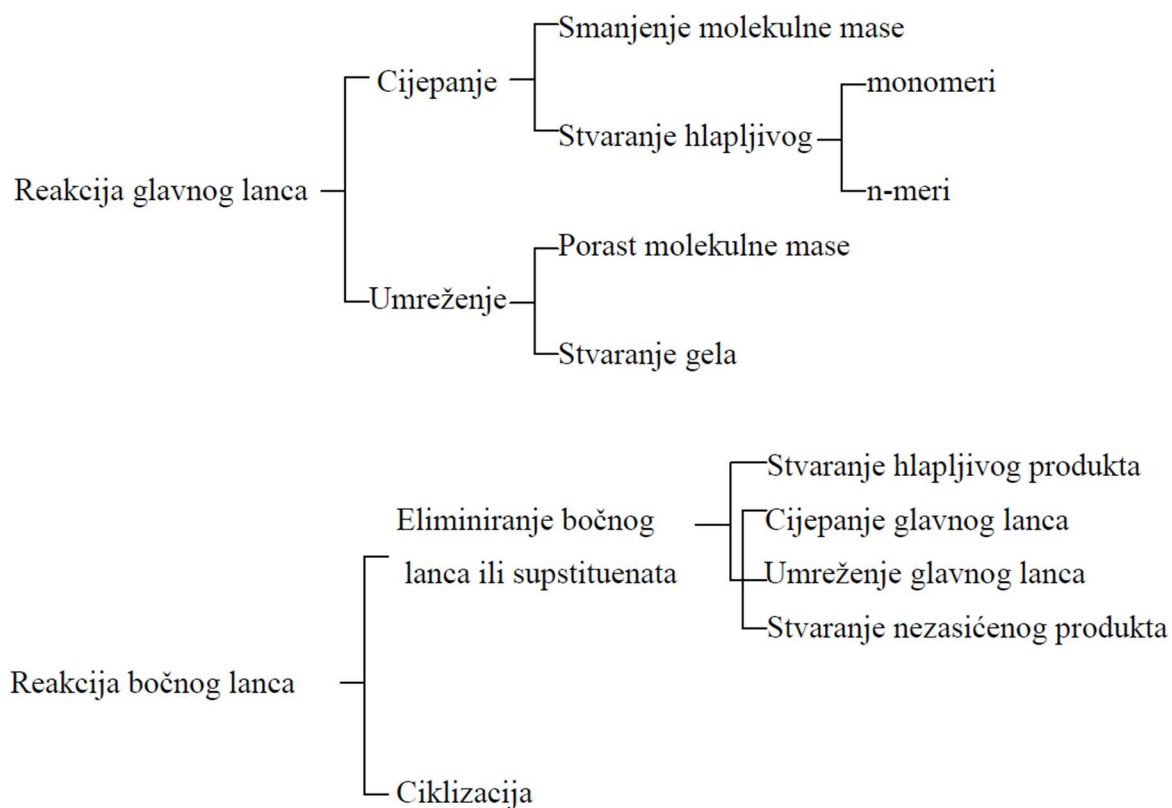 Smanjenje molekulne mase
Cijepanje
monomeri
Stvaranje hlapljivog
Reakcija glavnog lanca
n-meri
Porast molekulne mase
Umreženje
Stvaranje gela
Stvaranje hlapljivog produkta
Eliminiranje bočnog
Cijepanje glavnog lanca
lanca ili supstituenata
Umreženje glavnog lanca
Stvaranje nezasićenog produkta
Reakcija bočnog lanca
Ciklizacija